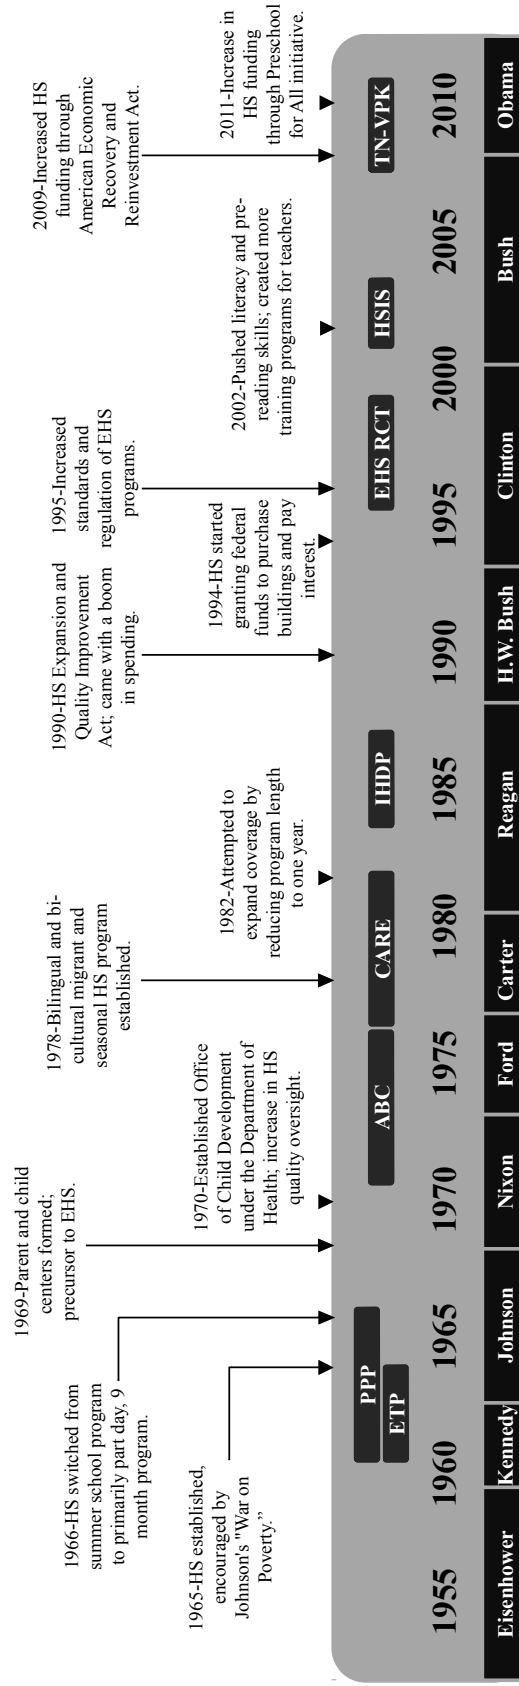 1965-HS established,
encouraged by
Johnson's "War on
Poverty.”
1966-HS switched from
summer school program
to primarily part day, 9
month program.
1969-Parent and child
centers formed;
precursor to EHS.
1970-Established Office
of Child Development
under the Department of
Health; increase in HS
quality oversight.
1978-Bilingual and bi-
cultural migrant and
seasonal HS program
established.
1982-Attempted to
expand coverage by
reducing program length
to one year.
1990-HS Expansion and
Quality Improvement
Act; came with a boom
in spending.
1994-HS started
granting federal
funds to purchase
buildings and pay
interest.
1995-Increased
standards and
regulation of EHS
programs.
2002-Pushed literacy and pre-
reading skills; created more
training programs for teachers.
2009-Increased HS
funding through
American Economic
Recovery and
Reinvestment Act.
2011-Increase in
HS funding
through Preschool
for All initiative.
PPP
ETP
ABC
CARE
IHDP
EHS RCT
HSIS
TN-VPK
1955 1960 1965 1970 1975 1980 1985 1990 1995 2000 2005 2010
Eisenhower Kennedy Johnson Nixon Ford Carter Reagan H.W. Bush Clinton Bush Obama